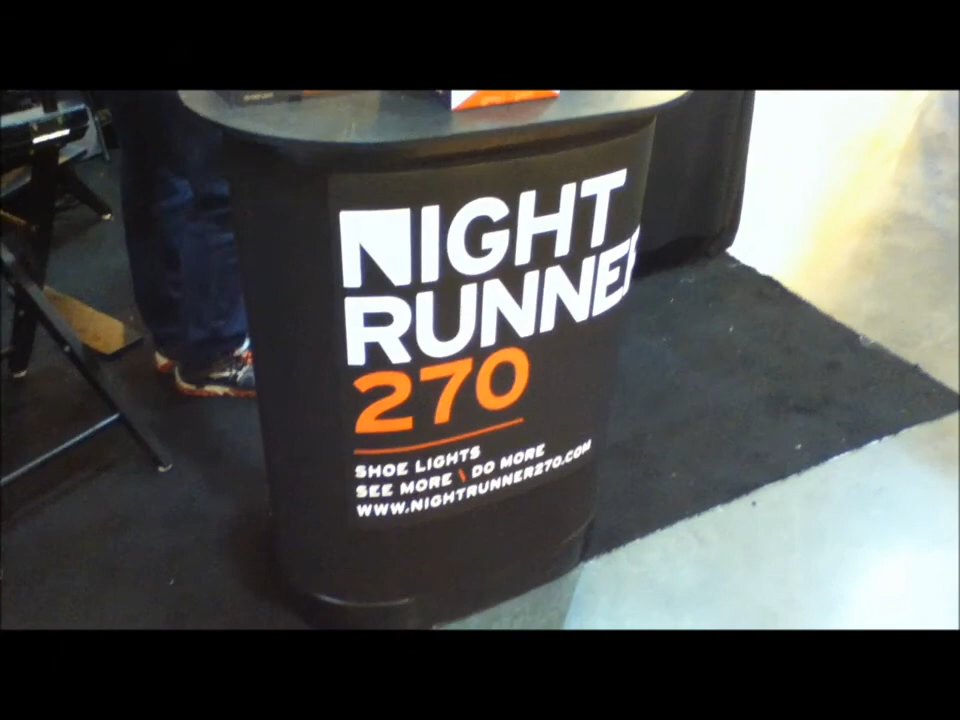 NIGHT
RUNNER
270
SHOE LIGHTS
SEE MORE \ DO MORE
WWW.NIGHTRUNNER270.COM